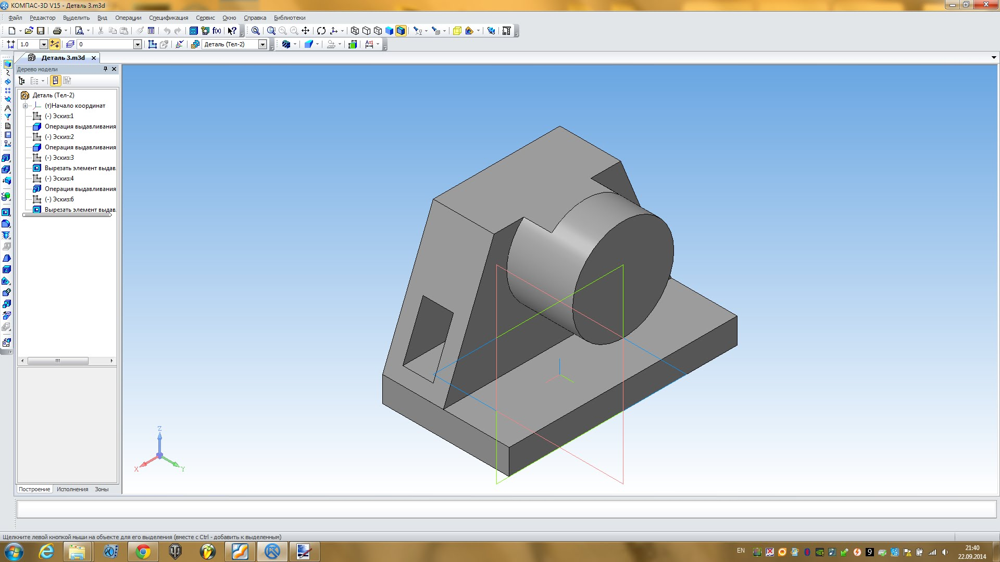 КОМПАС-3D V15 - Деталь 3.m3d
Файл Редактор Выделить Вид Операции Спецификация Сервис Окно Справка Библиотеки
f(x)
1.0 0 Деталь (Тел-2)
Деталь 3.m3d
Дерево модели
Деталь (Тел-2)
(т)Начало координат
(-) Эскиз:1
Операция выдавливания
(-) Эскиз:2
Операция выдавливания
(-) Эскиз:3
Вырезать элемент выдав
(-) Эскиз:4
Операция выдавливания
(-) Эскиз:6
Вырезать элемент выдав
Z
X
Y
Построение Исполнения Зоны
Щелкните левой кнопкой мыши на объекте для его выделения (вместе с Ctrl - добавить к выделенным)
EN
9
21:40
22.09.2014